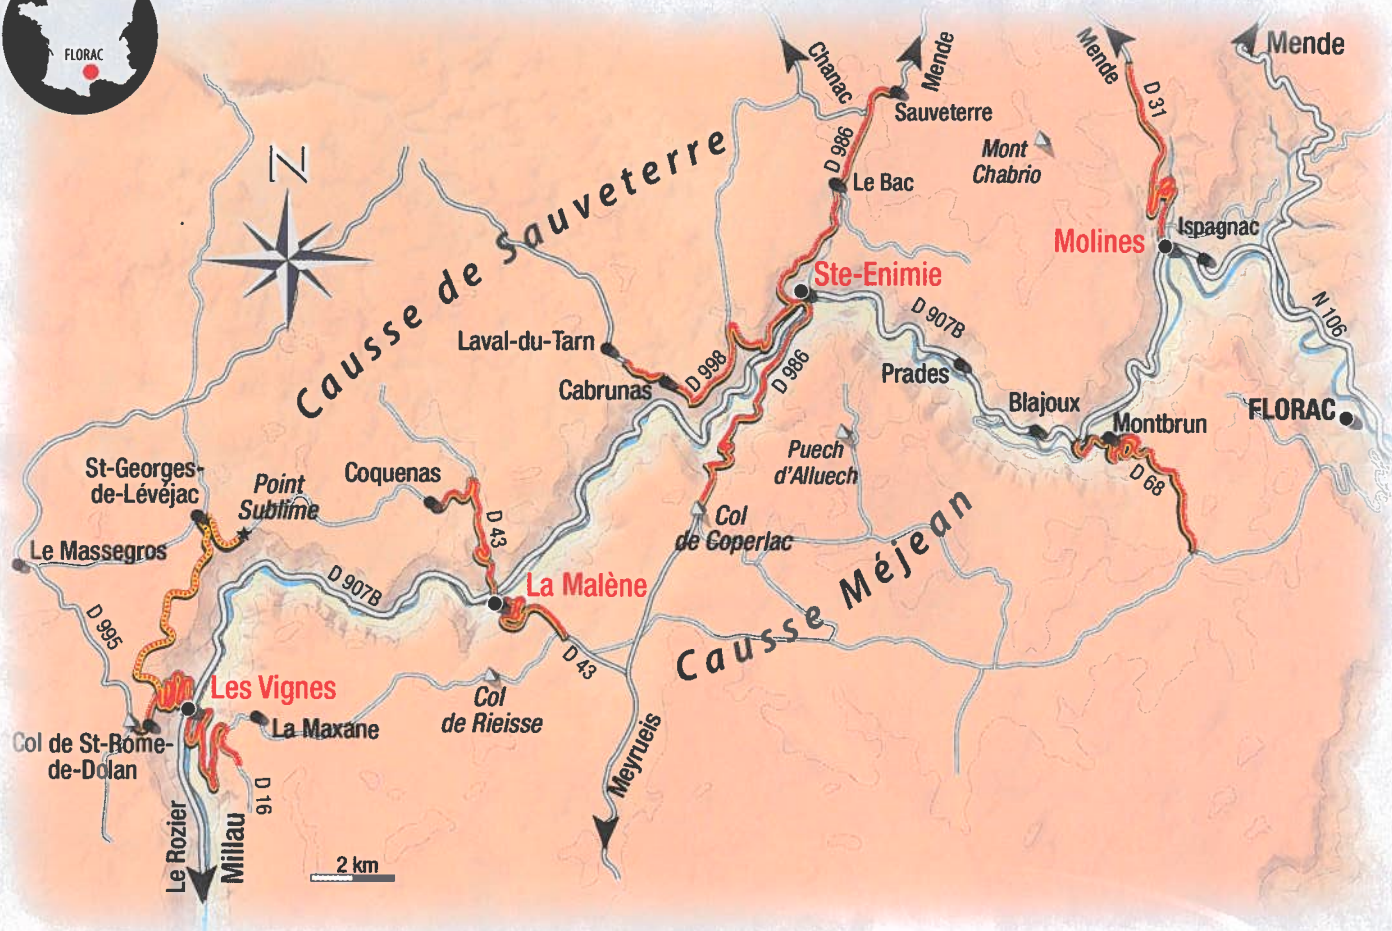 FLORAC
N
Chanac
Mende
Mende
Mende
D 31
Sauveterre
D 986
Mont
Chabrio
Le Bac
Causse de Sauveterre
Molines
Ispagnac
Ste-Enimie
D 907B
N 106
Laval-du-Tarn
Cabrunas
D 998
D 986
Prades
Blajoux
Montbrun
FLORAC
D 68
Puech
d'Alluech
St-Georges-
de-Lévéjac
Point
Sublime
Coquenas
D 43
Col
de Coperlac
Le Massegros
D 907B
La Malène
Causse Méjean
D 995
D 43
Les Vignes
Col
de Rieisse
La Maxane
Col de St-Rome-
de-Dolan
D 16
Meyrueis
Le Rozier
Millau
2 km